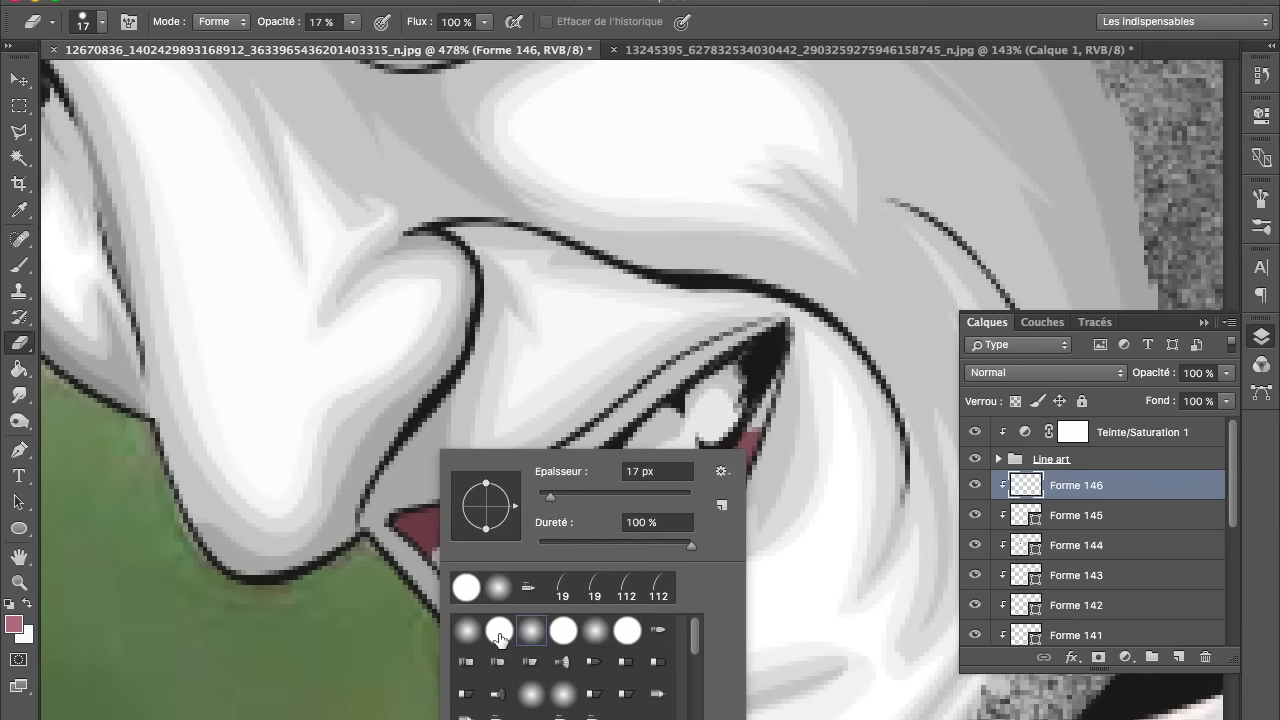 17
Mode :
Forme
Opacité :
17 %
Flux :
100 %
Effacer de l'historique
Les indispensables
× 12670836_1402429893168912_3633965436201403315_n.jpg @ 478% (Forme 146, RVB/8) *
× 13245395_627832534030442_2903259275946158745_n.jpg @ 143% (Calque 1, RVB/8) *
Calques
Couches
Tracés
Type
Normal
Opacité :
100 %
Verrou :
Fond :
100 %
Teinte/Saturation 1
Line art
Forme 146
Forme 145
Forme 144
Forme 143
Forme 142
Forme 141
fx
Epaisseur :
17 px
Dureté :
100 %
19
19
112
112